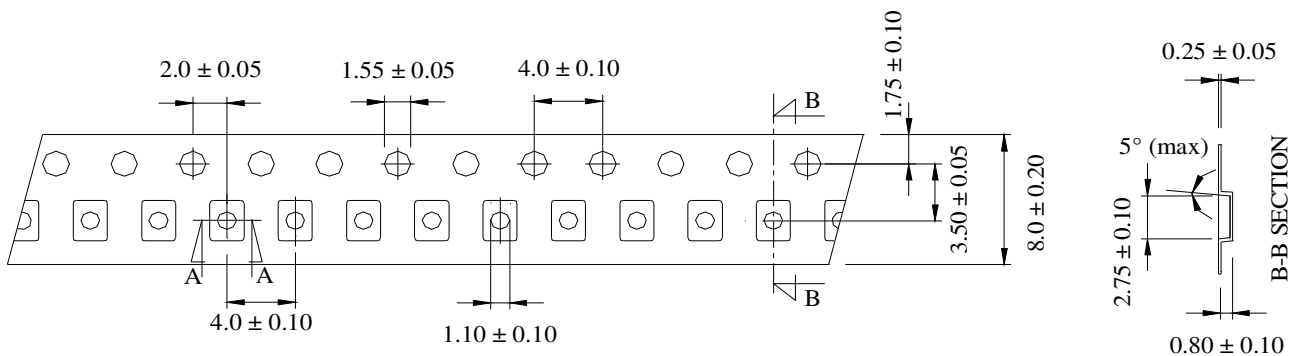 2.0 ± 0.05
1.55 ± 0.05
4.0 ± 0.10
1.75 ± 0.10
B
0.25 ± 0.05
5° (max)
3.50 ± 0.05
8.0 ± 0.20
2.75 ± 0.10
B-B SECTION
A
A
B
4.0 ± 0.10
1.10 ± 0.10
0.80 ± 0.10